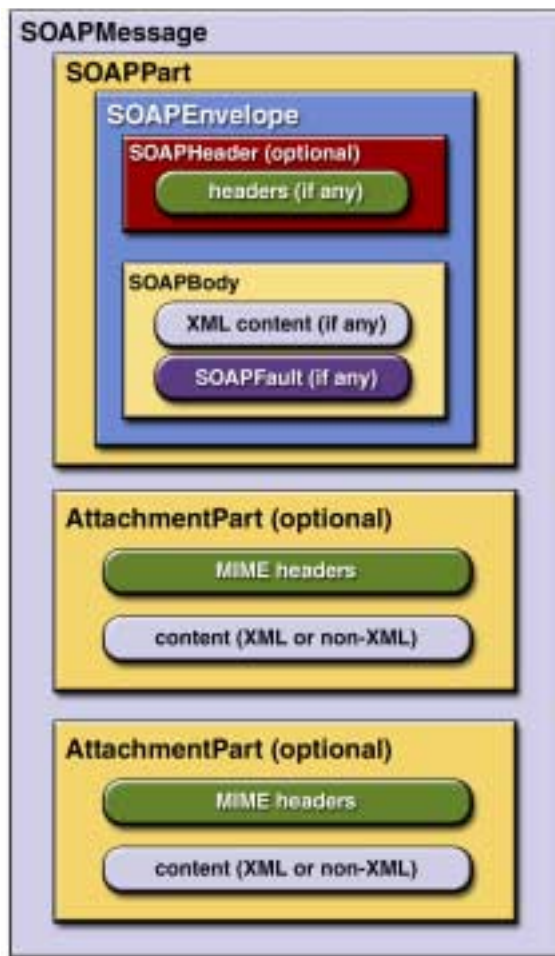 SOAPMessage
SOAPPart
SOAPEnvelope
SOAPHeader (optional)
headers (if any)
SOAPBody
XML content (if any)
SOAPFault (if any)
AttachmentPart (optional)
MIME headers
content (XML or non-XML)
AttachmentPart (optional)
MIME headers
content (XML or non-XML)